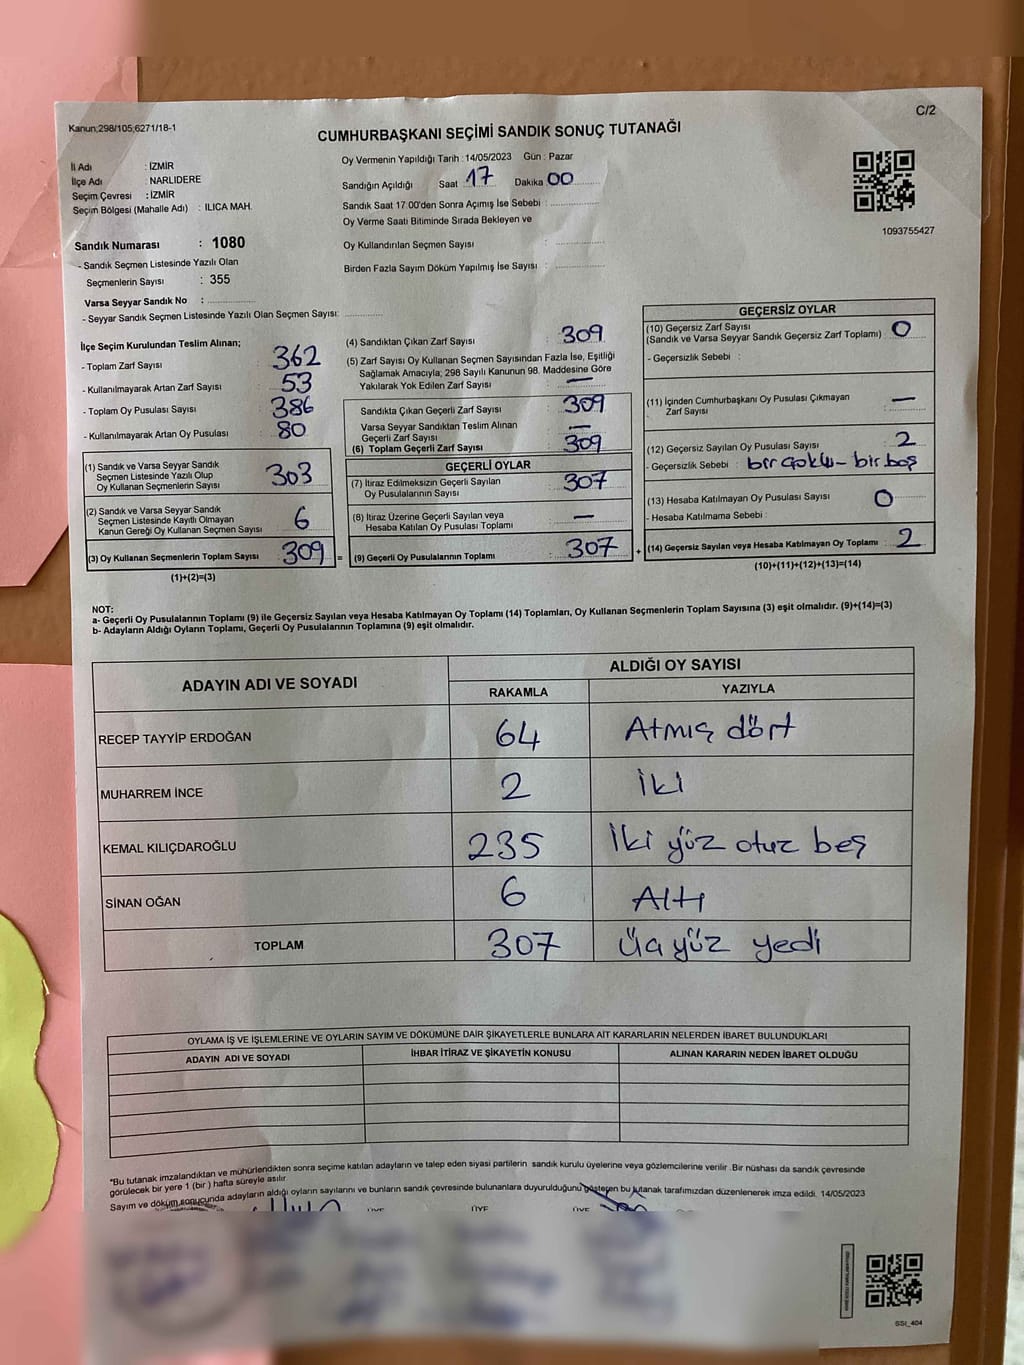 C/2
Kanun;298/105;6271/18-1
CUMHURBAŞKANI SEÇİMİ SANDIK SONUÇ TUTANAĞI
İl Adı : İZMİR
İlçe Adı : NARLIDERE
Seçim Çevresi : İZMİR
Seçim Bölgesi (Mahalle Adı) : ILICA MAH.
Oy Vermenin Yapıldığı Tarih : 14/05/2023 Gün : Pazar
Sandığın Açıldığı Saat 17 Dakika 00
Sandık Saat 17.00'den Sonra Açımış İse Sebebi :
Oy Verme Saati Bitiminde Sırada Bekleyen ve
Oy Kullandırılan Seçmen Sayısı :
Birden Fazla Sayım Döküm Yapılmış İse Sayısı :
1093755427
Sandık Numarası : 1080
- Sandık Seçmen Listesinde Yazılı Olan
Seçmenlerin Sayısı : 355
Varsa Seyyar Sandık No :
- Seyyar Sandık Seçmen Listesinde Yazılı Olan Seçmen Sayısı:
İlçe Seçim Kurulundan Teslim Alınan;
- Toplam Zarf Sayısı : 362
- Kullanılmayarak Artan Zarf Sayısı : 53
- Toplam Oy Pusulası Sayısı : 386
- Kullanılmayarak Artan Oy Pusulası : 80
(1) Sandık ve Varsa Seyyar Sandık
Seçmen Listesinde Yazılı Olup
Oy Kullanan Seçmenlerin Sayısı : 303
(2) Sandık ve Varsa Seyyar Sandık
Seçmen Listesinde Kayıtlı Olmayan
Kanun Gereği Oy Kullanan Seçmen Sayısı : 6
(3) Oy Kullanan Seçmenlerin Toplam Sayısı : 309 =
(1)+(2)=(3)
(4) Sandıktan Çıkan Zarf Sayısı : 309
(5) Zarf Sayısı Oy Kullanan Seçmen Sayısından Fazla İse, Eşitliği
Sağlamak Amacıyla; 298 Sayılı Kanunun 98. Maddesine Göre
Yakılarak Yok Edilen Zarf Sayısı : —
Sandıkta Çıkan Geçerli Zarf Sayısı : 309
Varsa Seyyar Sandıktan Teslim Alınan
Geçerli Zarf Sayısı : —
(6) Toplam Geçerli Zarf Sayısı : 309
GEÇERLİ OYLAR
(7) İtiraz Edilmeksizin Geçerli Sayılan
Oy Pusulalarının Sayısı : 307
(8) İtiraz Üzerine Geçerli Sayılan veya
Hesaba Katılan Oy Pusulası Toplamı : —
(9) Geçerli Oy Pusulalarının Toplamı : 307 +
GEÇERSİZ OYLAR
(10) Geçersiz Zarf Sayısı
(Sandık ve Varsa Seyyar Sandık Geçersiz Zarf Toplamı) : 0
- Geçersizlik Sebebi :
(11) İçinden Cumhurbaşkanı Oy Pusulası Çıkmayan
Zarf Sayısı : —
(12) Geçersiz Sayılan Oy Pusulası Sayısı : 2
- Geçersizlik Sebebi : bir çoklu - bir boş
(13) Hesaba Katılmayan Oy Pusulası Sayısı : 0
- Hesaba Katılmama Sebebi :
(14) Geçersiz Sayılan veya Hesaba Katılmayan Oy Toplamı : 2
(10)+(11)+(12)+(13)=(14)
NOT:
a- Geçerli Oy Pusulalarının Toplamı (9) ile Geçersiz Sayılan veya Hesaba Katılmayan Oy Toplamı (14) Toplamları, Oy Kullanan Seçmenlerin Toplam Sayısına (3) eşit olmalıdır. (9)+(14)=(3)
b- Adayların Aldığı Oyların Toplamı, Geçerli Oy Pusulalarının Toplamına (9) eşit olmalıdır.
ADAYIN ADI VE SOYADI ALDIĞI OY SAYISI
RAKAMLA YAZIYLA
RECEP TAYYİP ERDOĞAN 64 Atmış dört
MUHARREM İNCE 2 İki
KEMAL KILIÇDAROĞLU 235 İki yüz otuz beş
SİNAN OĞAN 6 Altı
TOPLAM 307 Üç yüz yedi
OYLAMA İŞ VE İŞLEMLERİNE VE OYLARIN SAYIM VE DÖKÜMÜNE DAİR ŞİKAYETLERLE BUNLARA AİT KARARLARIN NELERDEN İBARET BULUNDUKLARI
ADAYIN ADI VE SOYADI İHBAR İTİRAZ VE ŞİKAYETİN KONUSU ALINAN KARARIN NEDEN İBARET OLDUĞU
*Bu tutanak imzalandıktan ve mühürlendikten sonra seçime katılan adayların ve talep eden siyasi partilerin sandık kurulu üyelerine veya gözlemcilerine verilir .Bir nüshası da sandık çevresinde
görülecek bir yere 1 (bir ) hafta süreyle asılır.
Sayım ve döküm sonucunda adayların aldığı oyların sayılarını ve bunların sandık çevresinde bulunanlara duyurulduğunu gösteren bu tutanak tarafımızdan düzenlenerek imza edildi. 14/05/2023
ÜYE ÜYE ÜYE
SSI_404